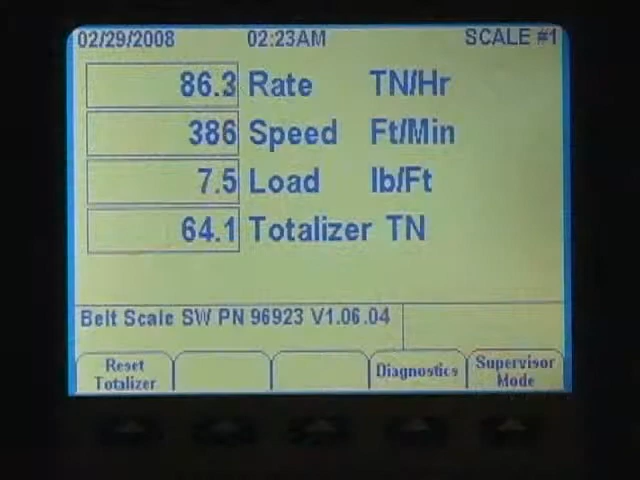 02/29/2008 02:23AM SCALE #1
86.3 Rate TN/Hr
386 Speed Ft/Min
7.5 Load lb/Ft
64.1 Totalizer TN
Belt Scale SW PN 96923 V1.06.04
Reset Totalizer
Diagnostics
Supervisor Mode